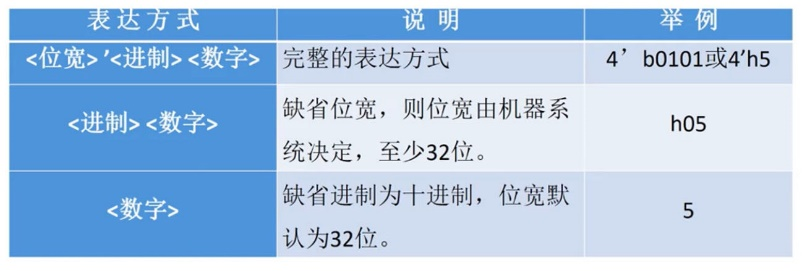 表达方式 说明 举例
<位宄>’<进制><数字> 完整的表达方式 4’b0101或4'h5
<进制><数字> 缺省位宽，则位宽由机器系
统决定，至少32位。 h05
<数字> 缺省进制为十进制，位宽默
认为32位。 5